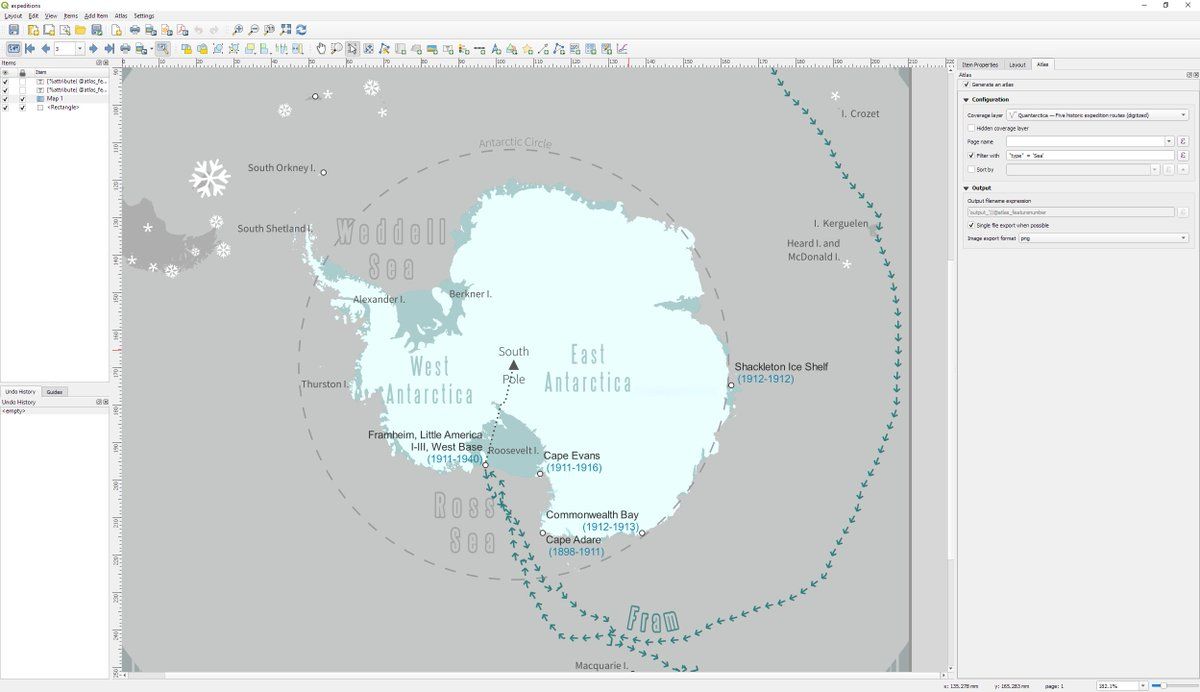 expeditions
Layout Edit View Items Add Item Atlas Settings
3
Items
Item
[%attribute( @atlas_fe...
[%attribute( @atlas_fe...
Map 1
<Rectangle>
Undo History Guides
Undo History
<empty>
Antarctic Circle
I. Crozet
South Orkney I.
South Shetland I.
Weddell
Sea
I. Kerguelen
Heard I. and
McDonald I.
Alexander I.
Berkner I.
West
Antarctica
South
Pole
East
Antarctica
Thurston I.
Shackleton Ice Shelf
(1912-1912)
Framheim, Little America
I-III, West Base
(1911-1940)
Roosevelt I.
Cape Evans
(1911-1916)
Ross
Sea
Commonwealth Bay
(1912-1913)
Cape Adare
(1898-1911)
Fram
Macquarie I.
Item Properties Layout Atlas
Atlas
Generate an atlas
Configuration
Coverage layer Quantarctica — Five historic expedition routes (digitized)
Hidden coverage layer
Page name
Filter with "type" = 'Sea'
Sort by
Output
Output filename expression
'output_'||@atlas_featurenumber
Single file export when possible
Image export format png
x: 135.278 mm y: 165.283 mm page: 1 182.1%